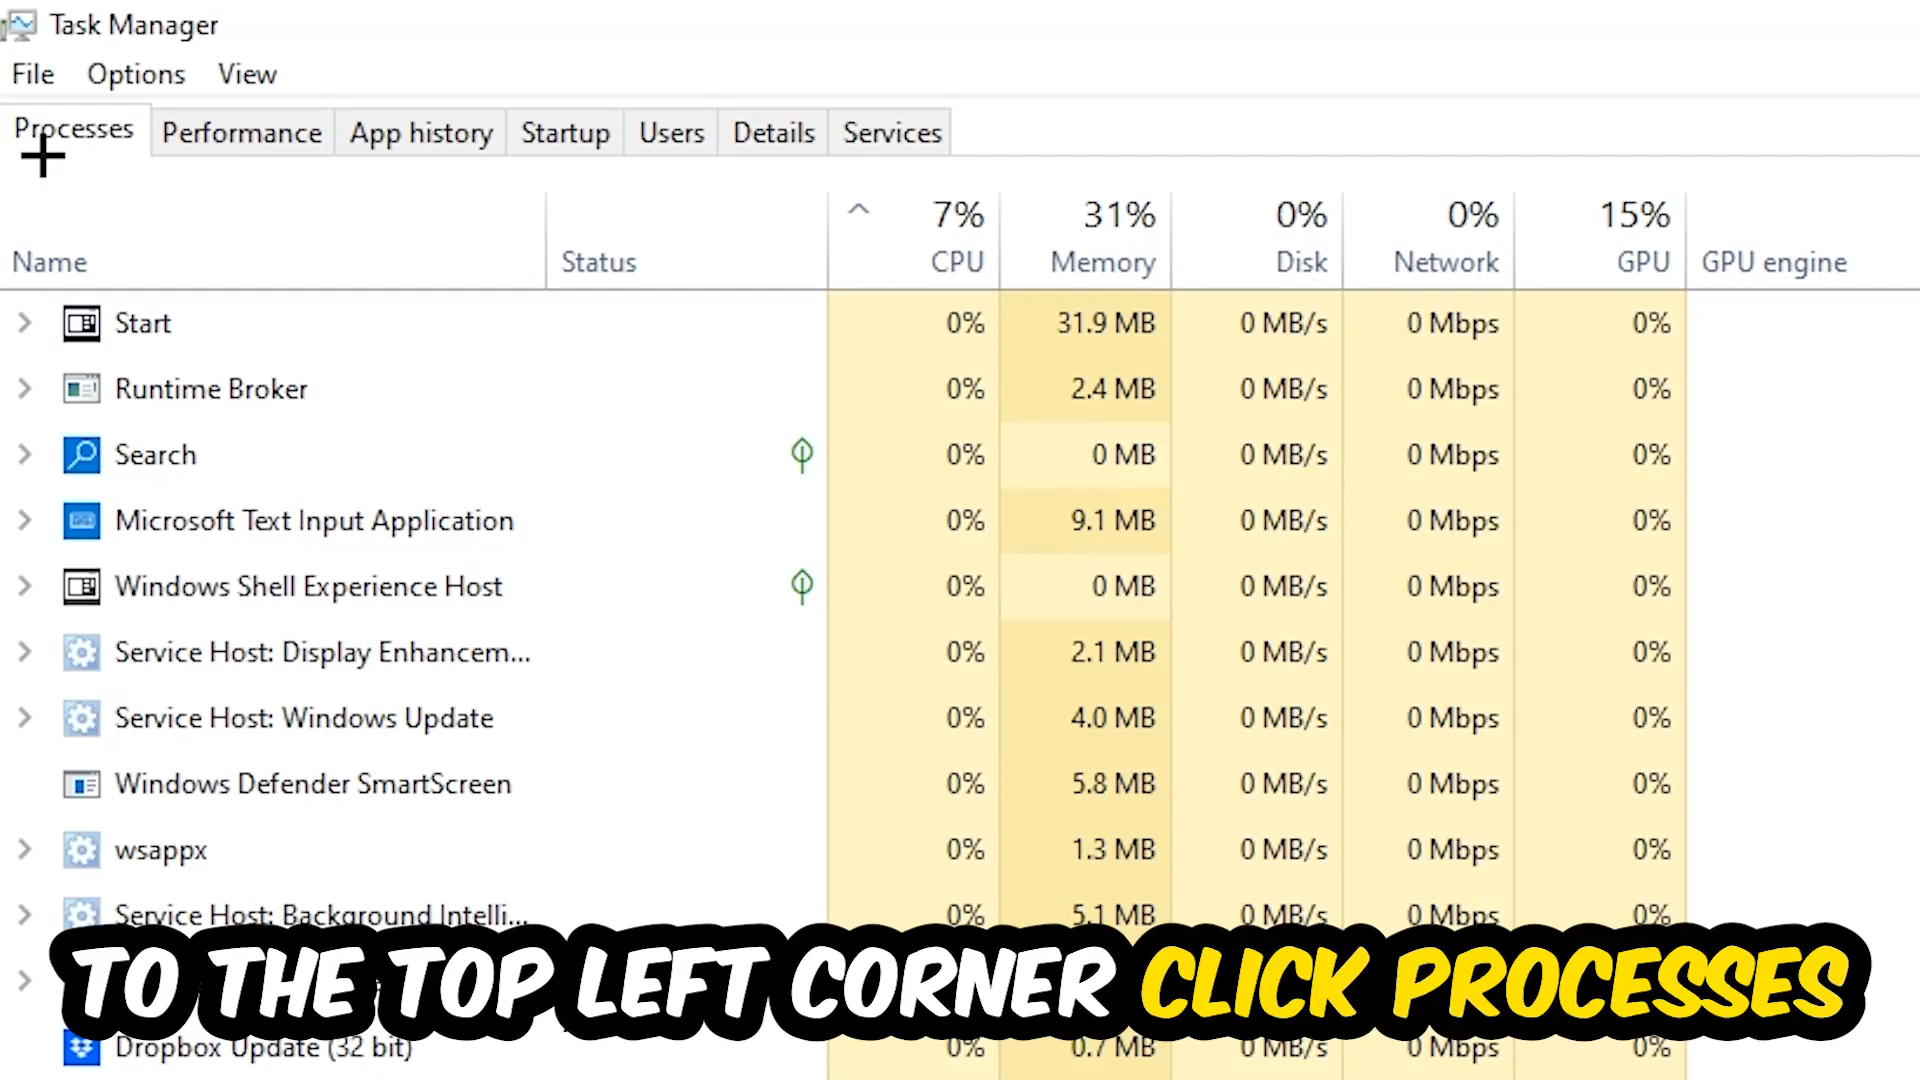 Task Manager
File Options View
Processes Performance App history Startup Users Details Services
7% 31% 0% 0% 15%
Name Status CPU Memory Disk Network GPU GPU engine
Start 0% 31.9 MB 0 MB/s 0 Mbps 0%
Runtime Broker 0% 2.4 MB 0 MB/s 0 Mbps 0%
Search 0% 0 MB 0 MB/s 0 Mbps 0%
Microsoft Text Input Application 0% 9.1 MB 0 MB/s 0 Mbps 0%
Windows Shell Experience Host 0% 0 MB 0 MB/s 0 Mbps 0%
Service Host: Display Enhancem... 0% 2.1 MB 0 MB/s 0 Mbps 0%
Service Host: Windows Update 0% 4.0 MB 0 MB/s 0 Mbps 0%
Windows Defender SmartScreen 0% 5.8 MB 0 MB/s 0 Mbps 0%
wsappx 0% 1.3 MB 0 MB/s 0 Mbps 0%
Service Host: Background Intelli... 0% 5.1 MB 0 MB/s 0 Mbps 0%
TO THE TOP LEFT CORNER CLICK PROCESSES
Dropbox Update (32 bit) 0% 0.7 MB 0 MB/s 0 Mbps 0%